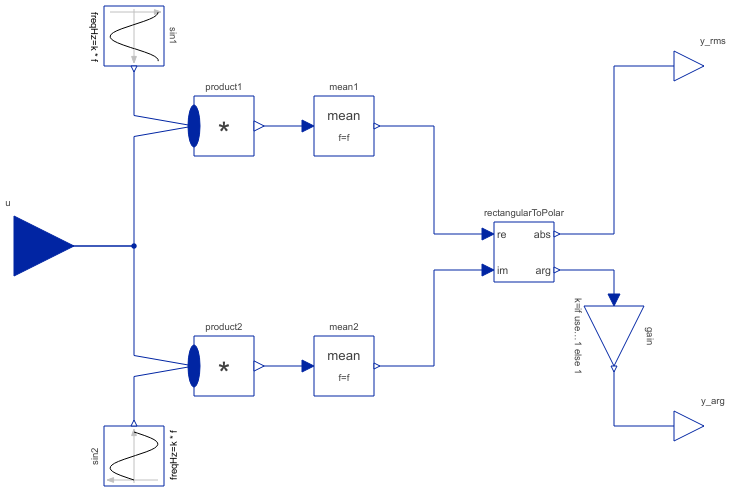 freqHz=k * f
sin1
y_rms
product1
*
mean1
mean
f=f
u
rectangularToPolar
re
abs
im
arg
product2
*
mean2
mean
f=f
k=if use... 1 else 1
gain
y_arg
sin2
freqHz=k * f